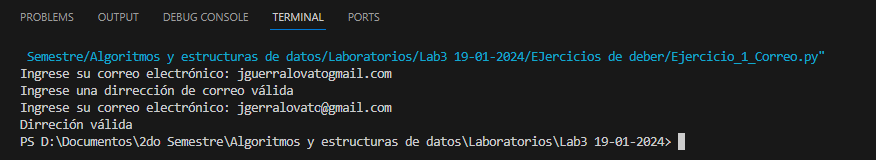 PROBLEMS OUTPUT DEBUG CONSOLE TERMINAL PORTS
Semestre/Algoritmos y estructuras de datos/Laboratorios/Lab3 19-01-2024/EJercicios de deber/Ejercicio_1_Correo.py"
Ingrese su correo electrónico: jguerralovatogmail.com
Ingrese una dirrección de correo válida
Ingrese su correo electrónico: jgerralovato@gmail.com
Dirreción válida
PS D:\Documentos\2do Semestre\Algoritmos y estructuras de datos\Laboratorios\Lab3 19-01-2024>